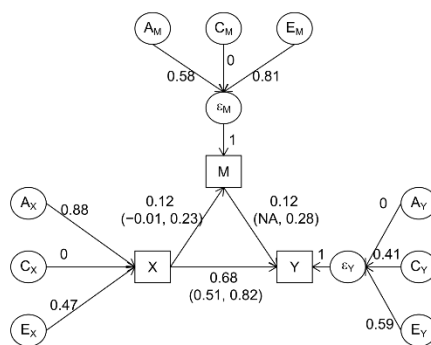 A_M C_M E_M
0
0.58 0.81
ε_M
1
M
0.12 0.12
(−0.01, 0.23) (NA, 0.28)
A_X A_Y
0.88 0
0 X Y 1 ε_Y 0.41
C_X C_Y
0.68
(0.51, 0.82)
0.47 0.59
E_X E_Y